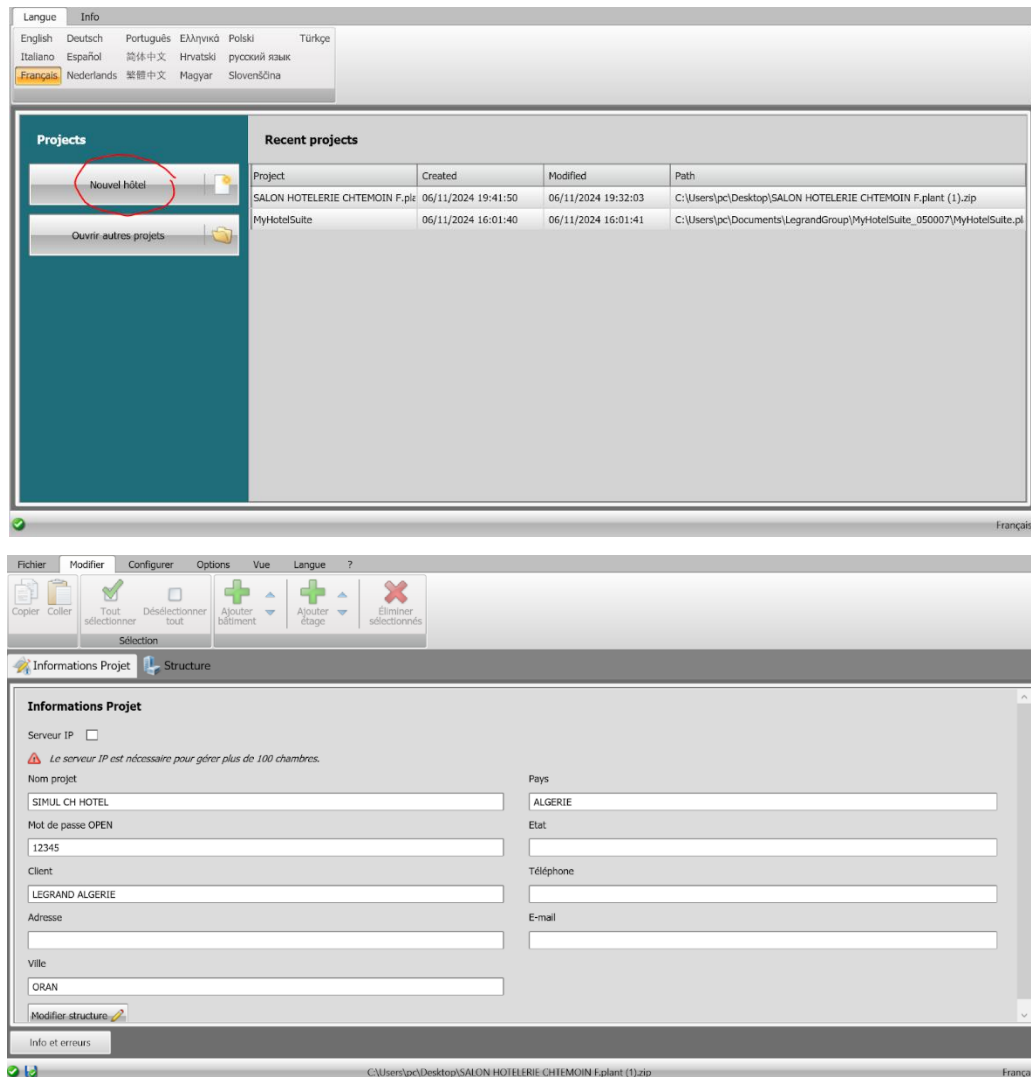 Langue Info
English Deutsch Português Ελληνικά Polski Türkçe
Italiano Español 简体中文 Hrvatski русский язык
Français Nederlands 繁體中文 Magyar Slovenščina
Projects
Recent projects
Nouvel hôtel
Ouvrir autres projets
Project Created Modified Path
SALON HOTELERIE CHTEMOIN F.pla 06/11/2024 19:41:50 06/11/2024 19:32:03 C:\Users\pc\Desktop\SALON HOTELERIE CHTEMOIN F.plant (1).zip
MyHotelSuite 06/11/2024 16:01:40 06/11/2024 16:01:41 C:\Users\pc\Documents\LegrandGroup\MyHotelSuite_050007\MyHotelSuite.pl
Français
Fichier Modifier Configurer Options Vue Langue ?
Copier Coller Tout sélectionner Désélectionner tout Ajouter bâtiment Ajouter étage Éliminer sélectionnés
Sélection
Informations Projet Structure
Informations Projet
Serveur IP
Le serveur IP est nécessaire pour gérer plus de 100 chambres.
Nom projet Pays
SIMUL CH HOTEL ALGERIE
Mot de passe OPEN Etat
12345
Client Téléphone
LEGRAND ALGERIE
Adresse E-mail
Ville
ORAN
Modifier structure
Info et erreurs
C:\Users\pc\Desktop\SALON HOTELERIE CHTEMOIN F.plant (1).zip França